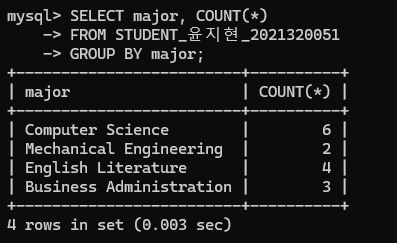 mysql> SELECT major, COUNT(*)
    -> FROM STUDENT_윤지현_2021320051
    -> GROUP BY major;
+-------------------------+----------+
| major                   | COUNT(*) |
+-------------------------+----------+
| Computer Science        |        6 |
| Mechanical Engineering  |        2 |
| English Literature      |        4 |
| Business Administration |        3 |
+-------------------------+----------+
4 rows in set (0.003 sec)